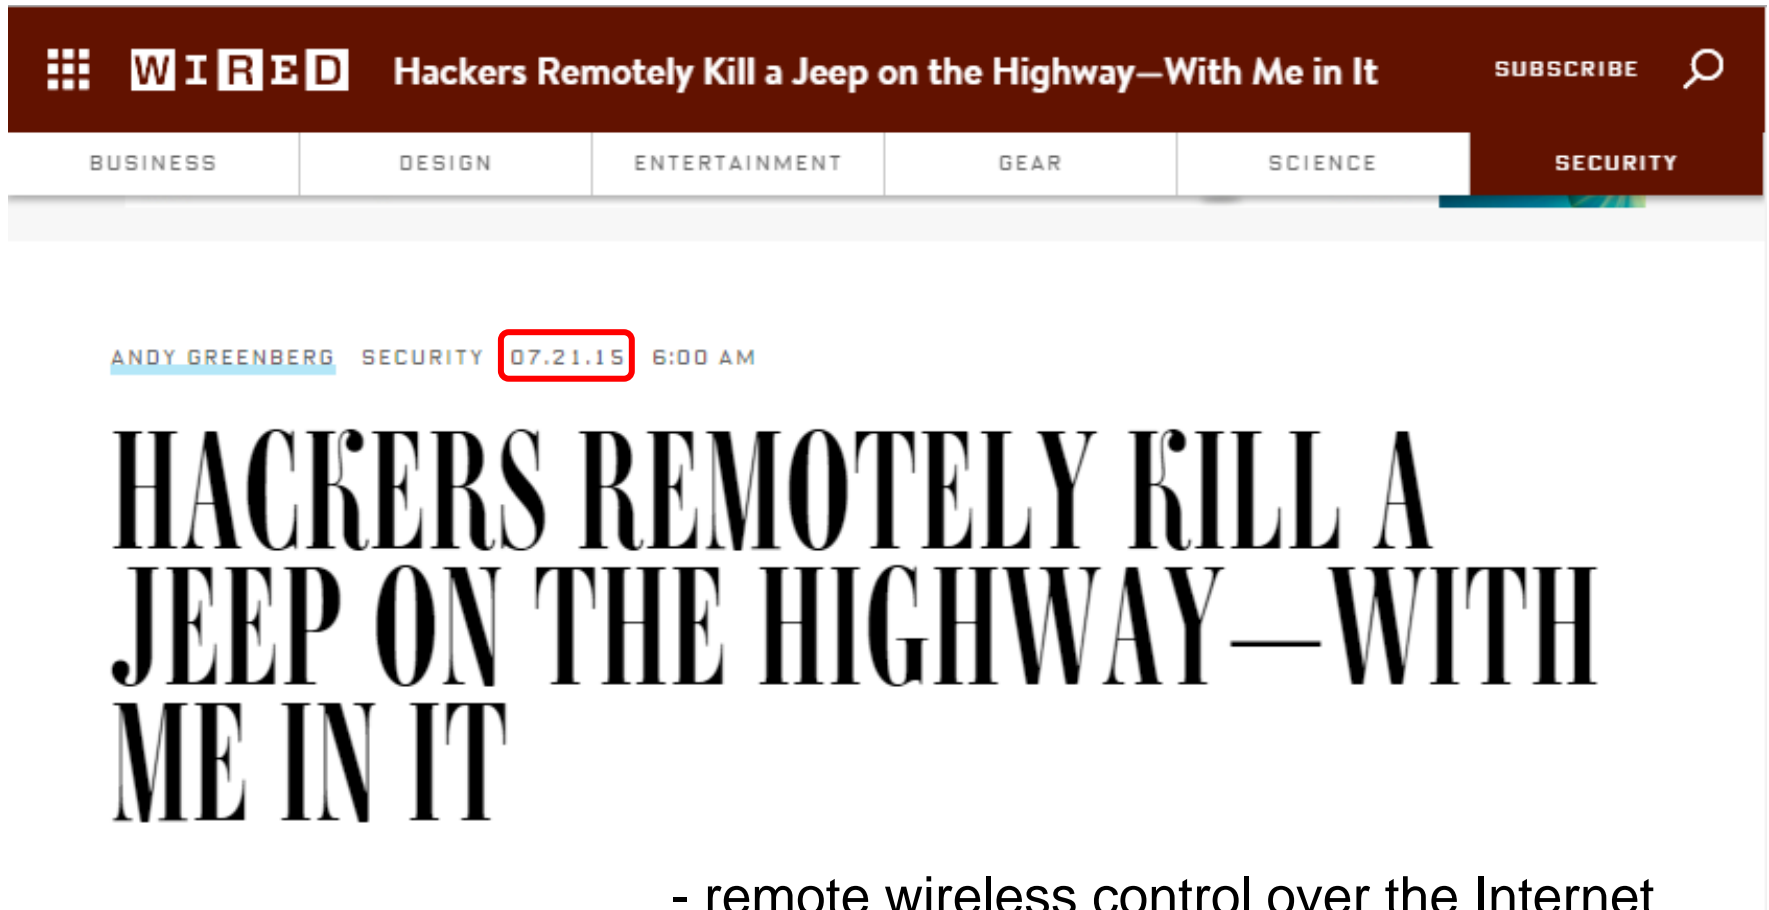 WIRED Hackers Remotely Kill a Jeep on the Highway—With Me in It SUBSCRIBE
BUSINESS DESIGN ENTERTAINMENT GEAR SCIENCE SECURITY
ANDY GREENBERG SECURITY 07.21.15 6:00 AM
HACKERS REMOTELY KILL A
JEEP ON THE HIGHWAY—WITH
ME IN IT
- remote wireless control over the Internet